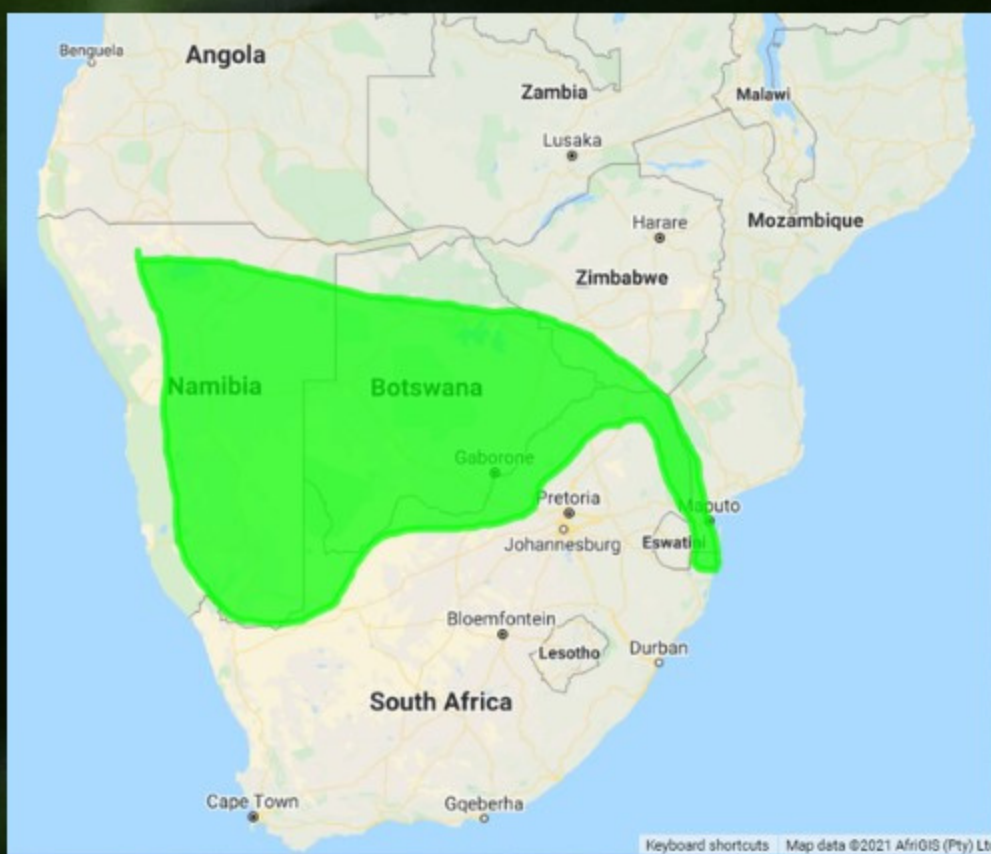 Benguela
Angola
Zambia
Malawi
Lusaka
Harare
Mozambique
Zimbabwe
Namibia
Botswana
Gaborone
Pretoria
Maputo
Johannesburg
Eswatini
Bloemfontein
Lesotho
Durban
South Africa
Cape Town
Gqeberha
Keyboard shortcuts Map data ©2021 AfriGIS (Pty) Lt